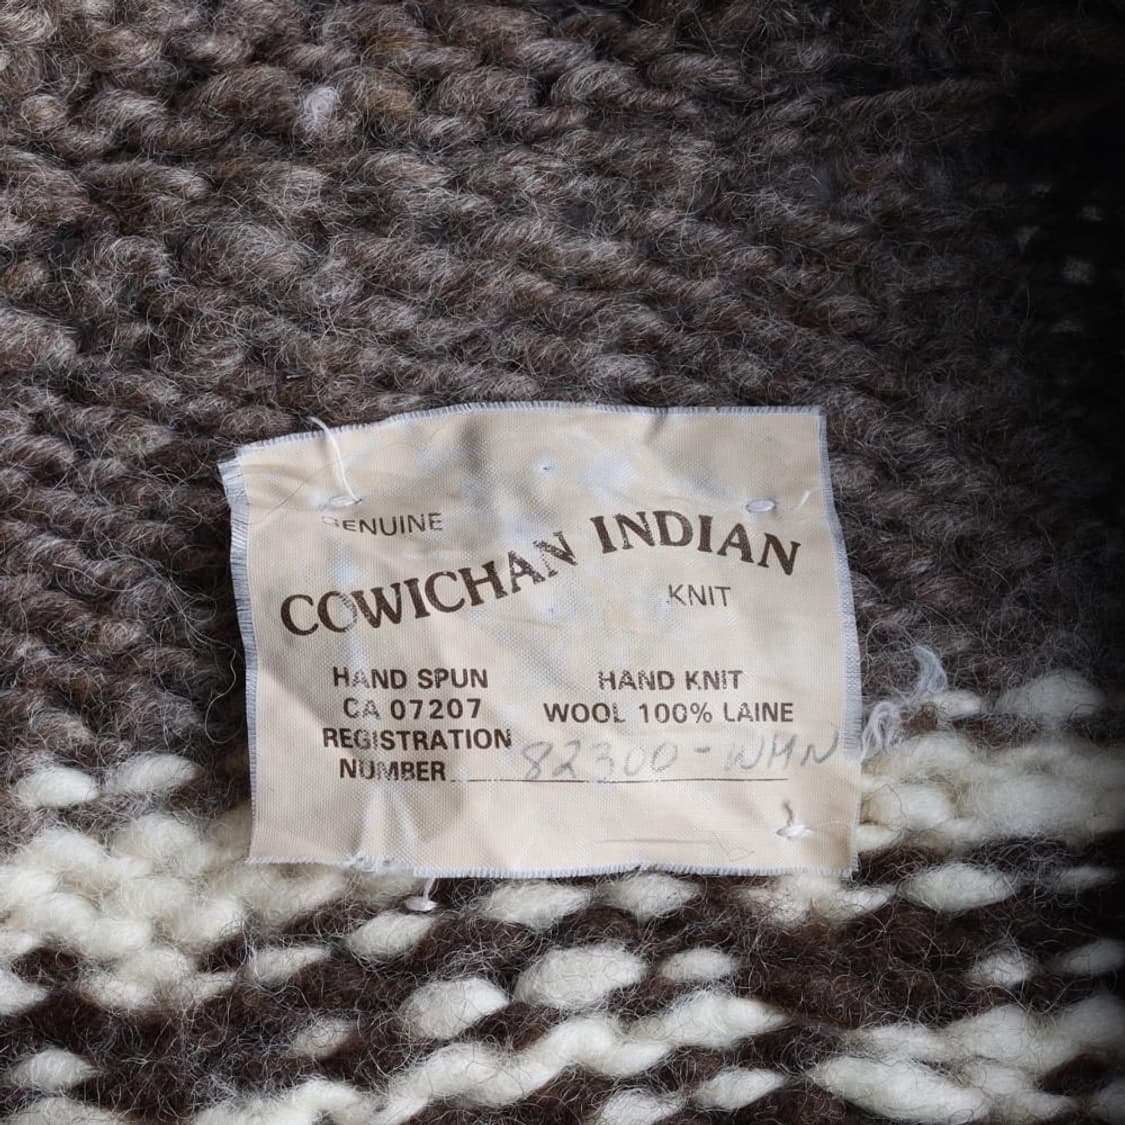 GENUINE
COWICHAN INDIAN
KNIT
HAND SPUN
CA 07207
REGISTRATION
NUMBER
HAND KNIT
WOOL 100% LAINE
82300-WHN